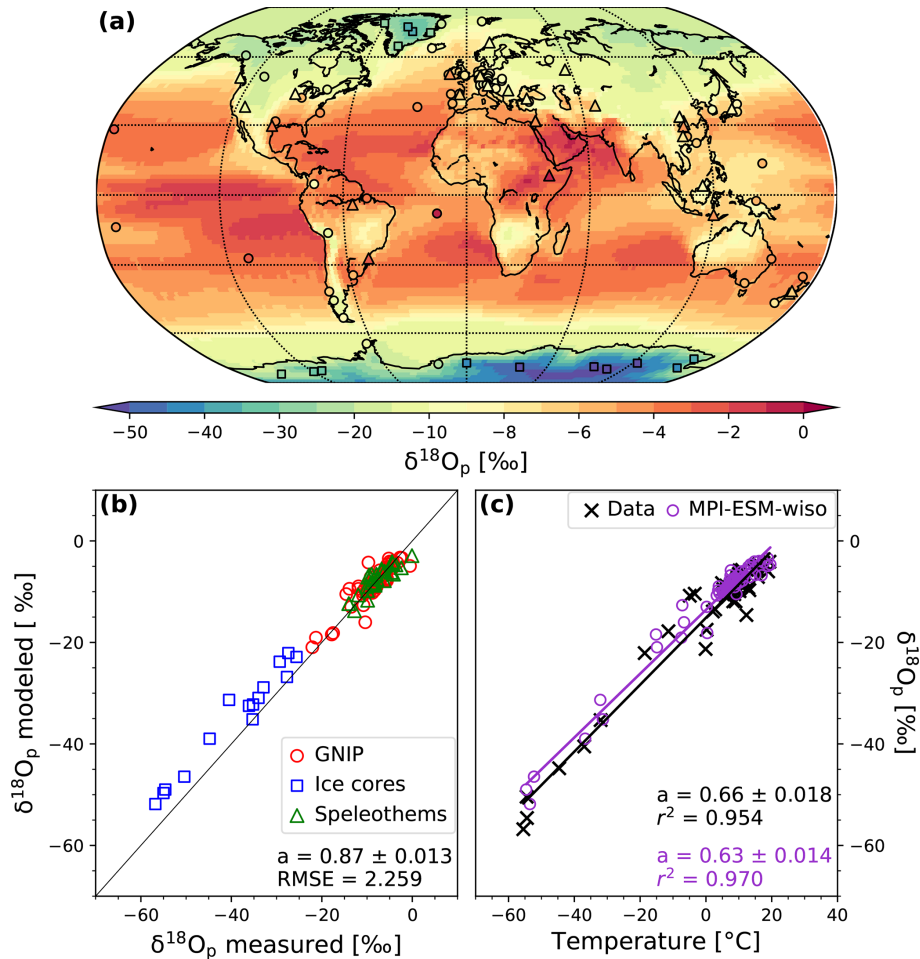 (a)
−50 −40 −30 −20 −10 −8 −6 −4 −2 0
δ¹⁸Oₚ [‰]
(b)
0
−20
−40
−60
δ¹⁸Oₚ modeled [ ‰]
GNIP
Ice cores
Speleothems
a = 0.87 ± 0.013
RMSE = 2.259
−60 −40 −20 0
δ¹⁸Oₚ measured [‰]
(c)
Data MPI-ESM-wiso
0
−20
−40
−60
δ¹⁸Oₚ [‰]
a = 0.66 ± 0.018
r² = 0.954
a = 0.63 ± 0.014
r² = 0.970
−60 −40 −20 0 20 40
Temperature [°C]